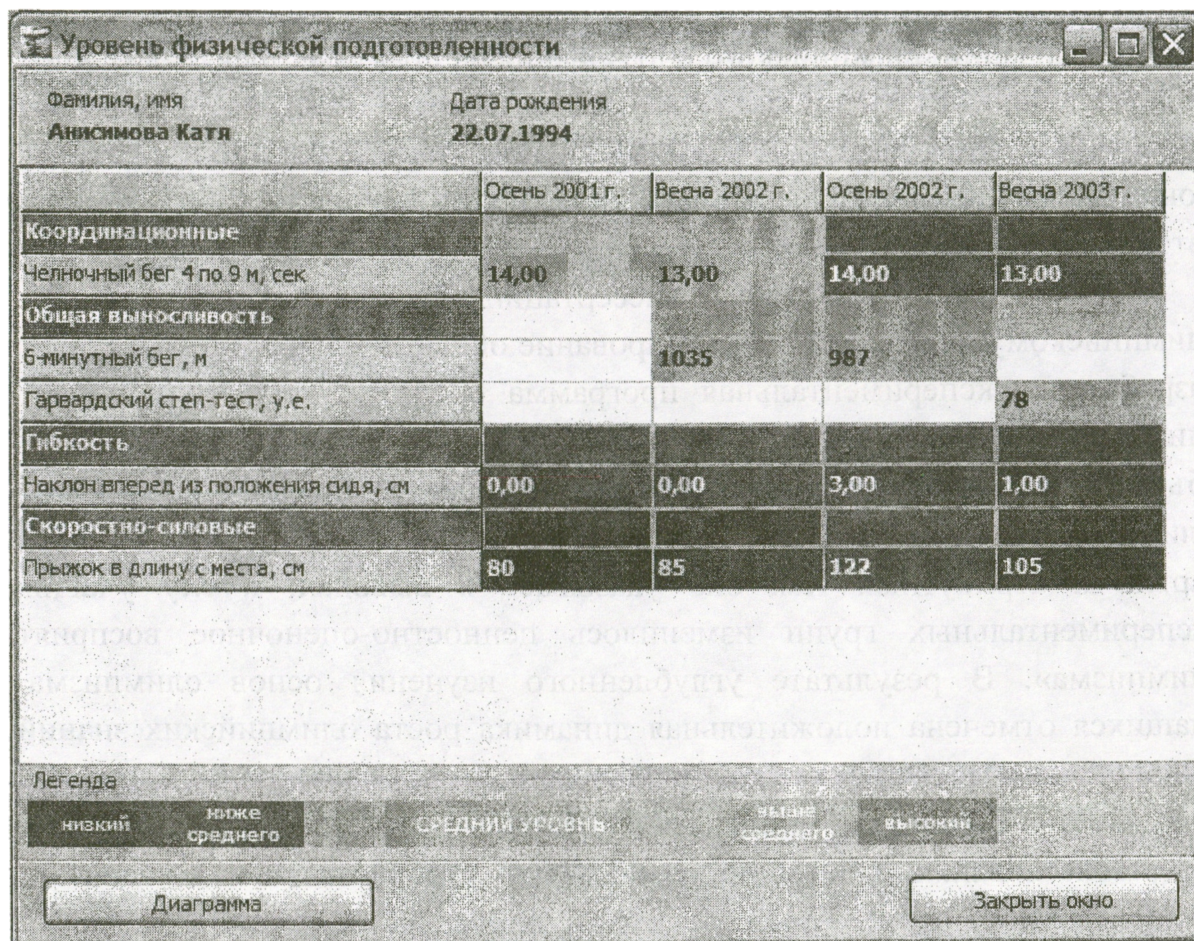 Уровень физической подготовленности
Фамилия, имя Дата рождения
Анисимова Катя 22.07.1994
Осень 2001 г. Весна 2002 г. Осень 2002 г. Весна 2003 г.
Координационные
Челночный бег 4 по 9 м, сек 14,00 13,00 14,00 13,00
Общая выносливость
6-минутный бег, м 1035 987
Гарвардский степ-тест, у.е. 78
Гибкость
Наклон вперед из положения сидя, см 0,00 0,00 3,00 1,00
Скоростно-силовые
Прыжок в длину с места, см 80 85 122 105
Легенда
низкий ниже среднего СРЕДНИЙ УРОВНЬ выше среднего высокий
Диаграмма Закрыть окно